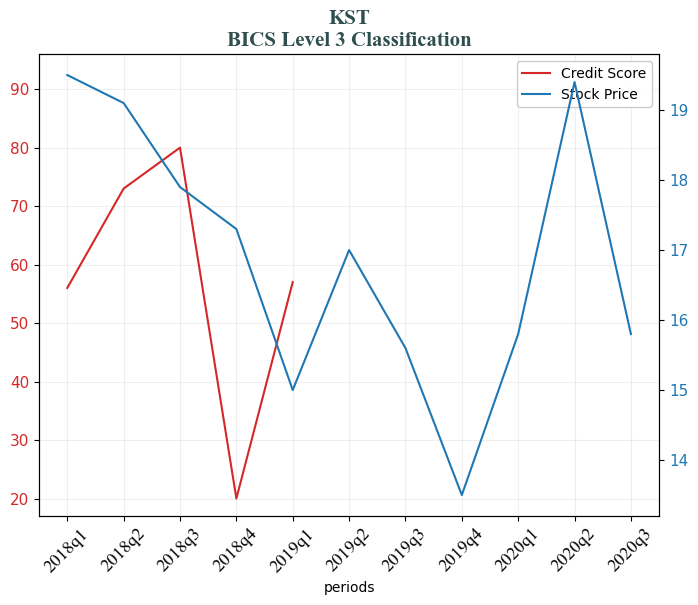 KST
BICS Level 3 Classification
Credit Score
Stock Price
90
80
70
60
50
40
30
20
19
18
17
16
15
14
2018q1
2018q2
2018q3
2018q4
2019q1
2019q2
2019q3
2019q4
2020q1
2020q2
2020q3
periods